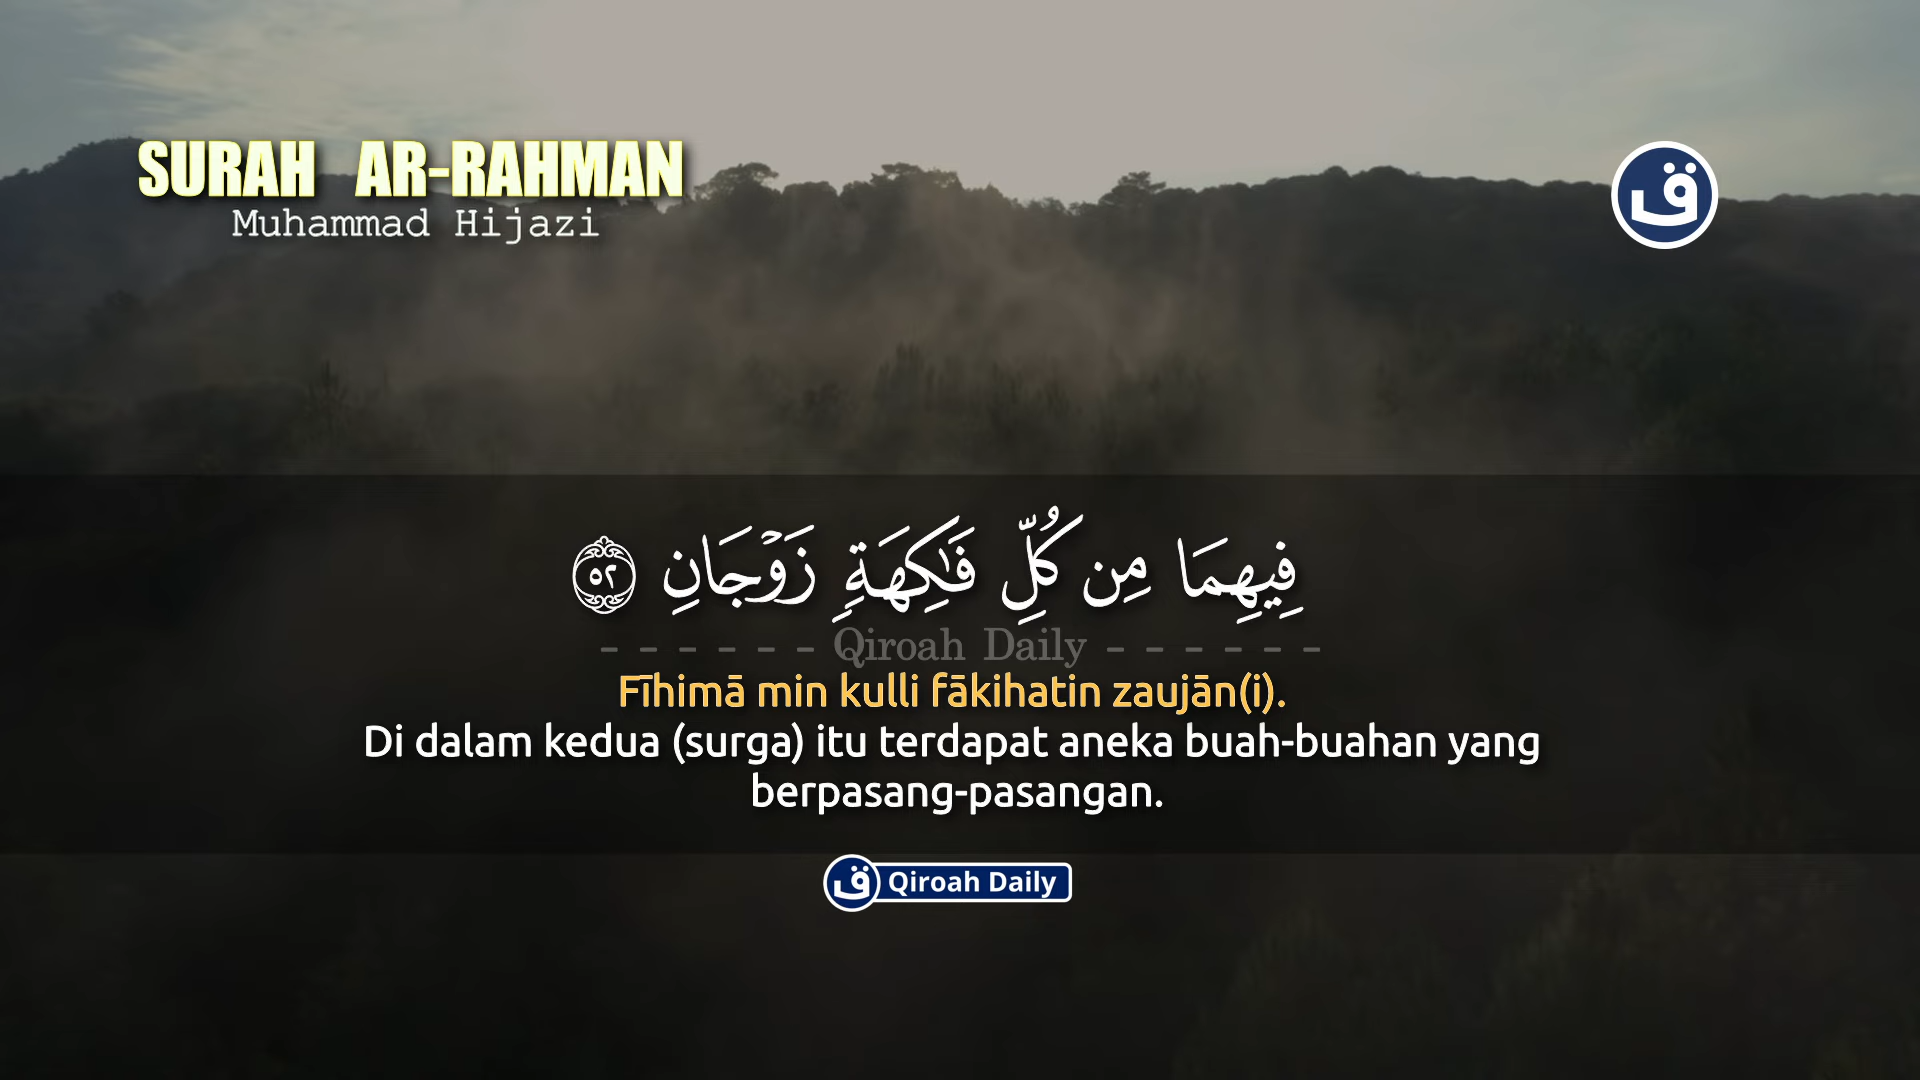 SURAH AR-RAHMAN
Muhammad Hijazi
ق
فِيهِمَا مِن كُلِّ فَـٰكِهَةٍ زَوْجَانِ ٥٢
- - - - - - Qiroah Daily - - - - - -
Fīhimā min kulli fākihatin zaujān(i).
Di dalam kedua (surga) itu terdapat aneka buah-buahan yang
berpasang-pasangan.
ق Qiroah Daily